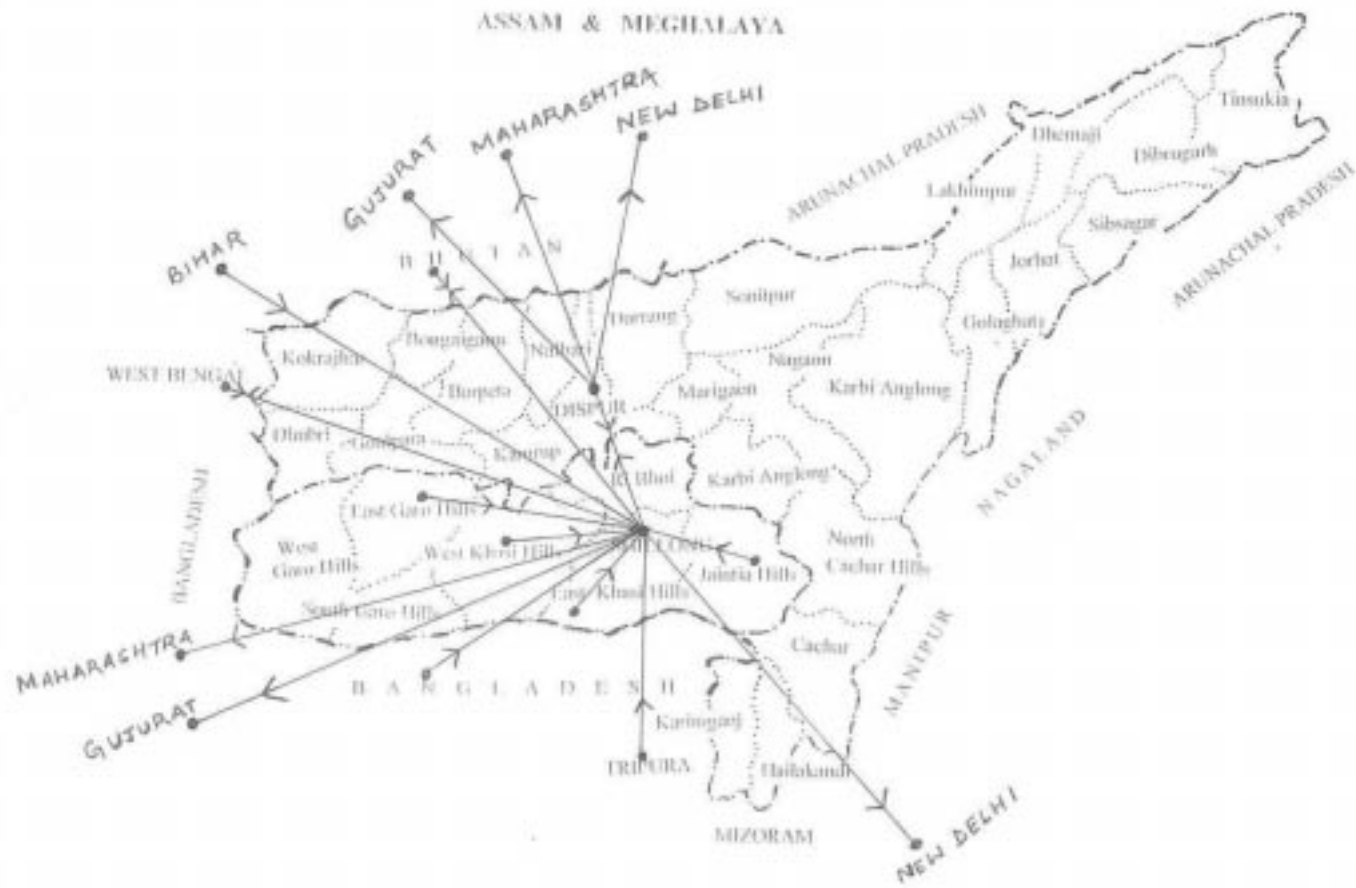 ASSAM & MEGHALAYA
MAHARASHTRA
NEW DELHI
GUJURAT
BIHAR
BHUTAN
ARUNACHAL PRADESH
Tinsukia
Dhemaji
Dibrugarh
Lakhimpur
Sibsagar
ARUNACHAL PRADESH
Jorhat
Sonitpur
Darrang
Golaghata
Kokrajhar
Bongaigaon
Nalbari
Nagaon
WEST BENGAL
Barpeta
Marigaon
Karbi Anglong
DISPUR
Dhubri
Goalpara
Kamrup
NAGALAND
Ri Bhoi
Karbi Anglong
BANGLADESH
East Garo Hills
West
Garo Hills
West Khasi Hills
SHILLONG
North
Cachar Hills
Jaintia Hills
South Garo Hills
East Khasi Hills
MAHARASHTRA
Cachar
MANIPUR
BANGLADESH
GUJURAT
Karimganj
TRIPURA
Hailakandi
MIZORAM
NEW DELHI